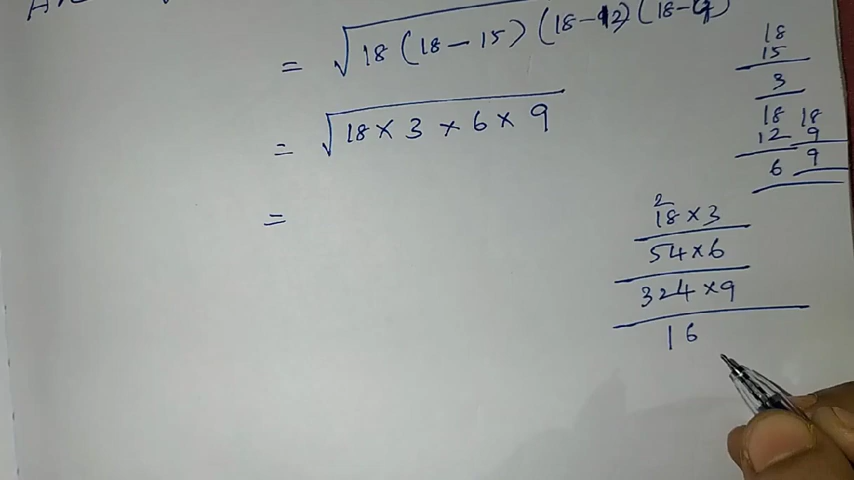 = √18 (18 - 15) (18 - 12) (18 - 9)
= √18 × 3 × 6 × 9
=
18
15
3
18 18
12 9
6 9
2
18 × 3
54 × 6
324 × 9
16